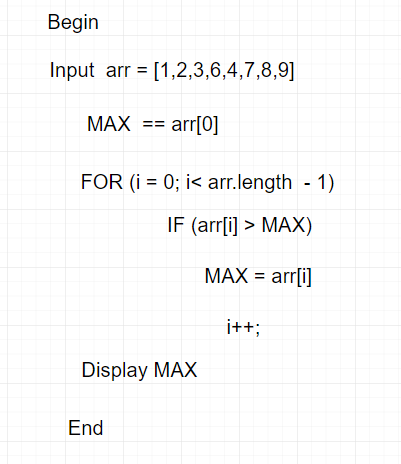 Begin
Input  arr = [1,2,3,6,4,7,8,9]
MAX  == arr[0]
FOR (i = 0; i< arr.length  - 1)
IF (arr[i] > MAX)
MAX = arr[i]
i++;
Display MAX
End